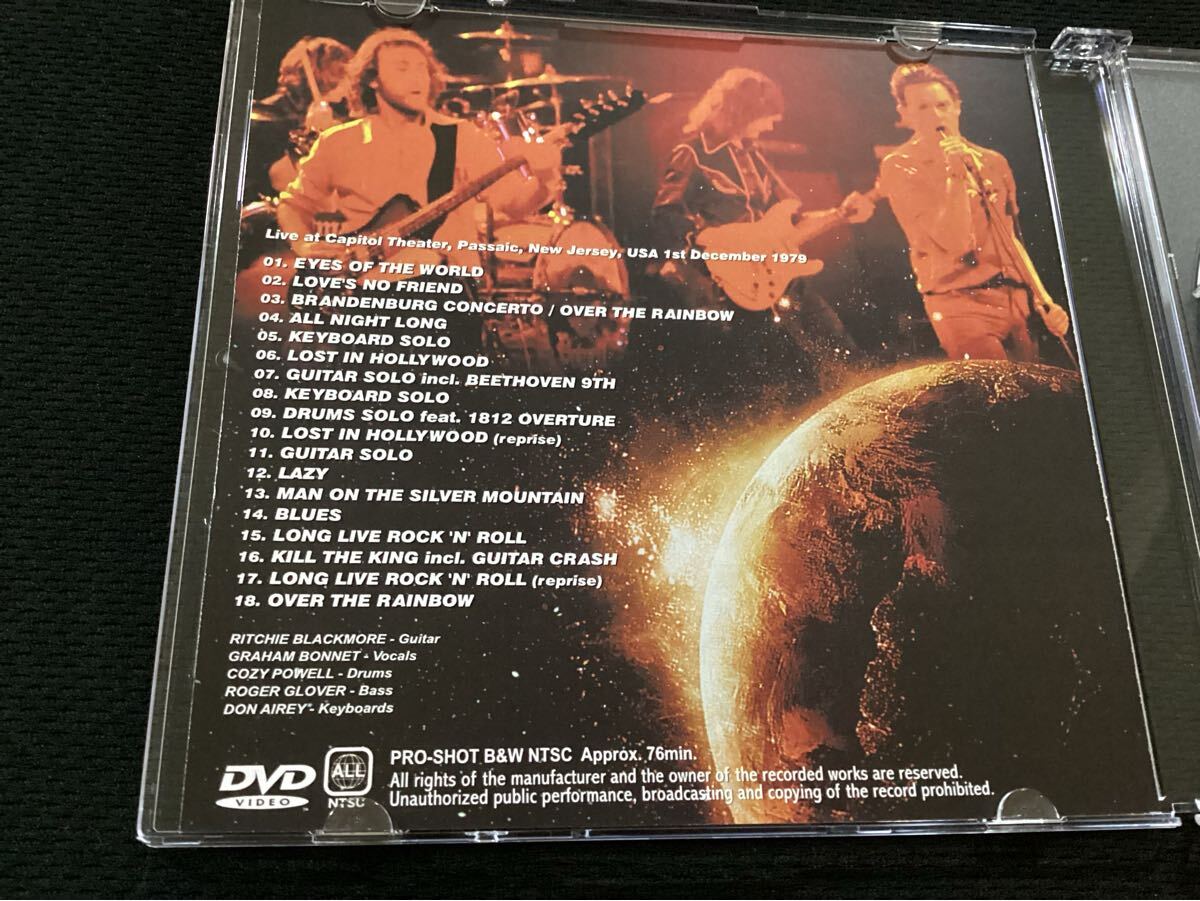 Live at Capitol Theater, Passaic, New Jersey, USA 1st December 1979
01. EYES OF THE WORLD
02. LOVE'S NO FRIEND
03. BRANDENBURG CONCERTO / OVER THE RAINBOW
04. ALL NIGHT LONG
05. KEYBOARD SOLO
06. LOST IN HOLLYWOOD
07. GUITAR SOLO incl. BEETHOVEN 9TH
08. KEYBOARD SOLO
09. DRUMS SOLO feat. 1812 OVERTURE
10. LOST IN HOLLYWOOD (reprise)
11. GUITAR SOLO
12. LAZY
13. MAN ON THE SILVER MOUNTAIN
14. BLUES
15. LONG LIVE ROCK 'N' ROLL
16. KILL THE KING incl. GUITAR CRASH
17. LONG LIVE ROCK 'N' ROLL (reprise)
18. OVER THE RAINBOW
RITCHIE BLACKMORE - Guitar
GRAHAM BONNET - Vocals
COZY POWELL - Drums
ROGER GLOVER - Bass
DON AIREY - Keyboards
DVD
VIDEO
ALL
NTSC
PRO-SHOT B&W NTSC Approx. 76min.
All rights of the manufacturer and the owner of the recorded works are reserved.
Unauthorized public performance, broadcasting and copying of the record prohibited.